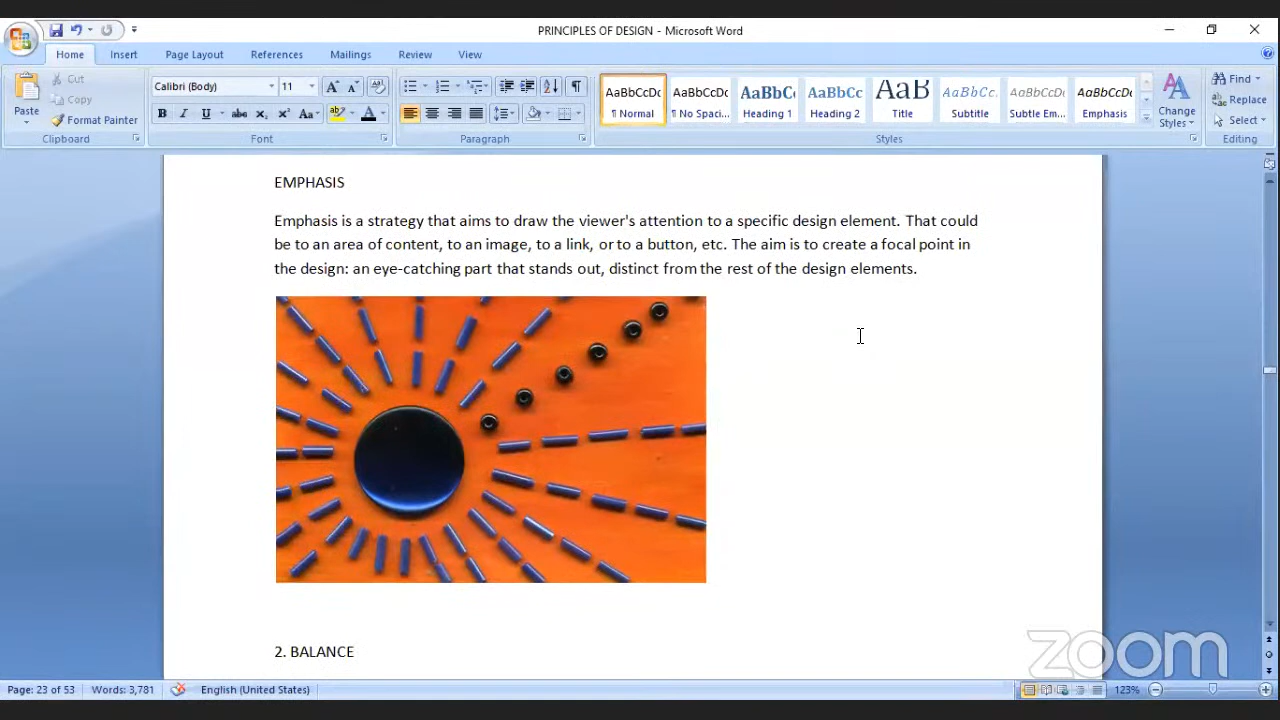 PRINCIPLES OF DESIGN - Microsoft Word
Home Insert Page Layout References Mailings Review View
Paste
Cut
Copy
Format Painter
Clipboard
Calibri (Body) 11
Font
Paragraph
AaBbCcDc AaBbCcDc AaBbC AaBbCc AaB AaBbCc. AaBbCcDc AaBbCcDc
¶ Normal ¶ No Spaci... Heading 1 Heading 2 Title Subtitle Subtle Em... Emphasis
Change
Styles
Styles
Find
Replace
Select
Editing
EMPHASIS
Emphasis is a strategy that aims to draw the viewer's attention to a specific design element. That could
be to an area of content, to an image, to a link, or to a button, etc. The aim is to create a focal point in
the design: an eye-catching part that stands out, distinct from the rest of the design elements.
2. BALANCE
zoom
Page: 23 of 53 Words: 3,781 English (United States) 123%